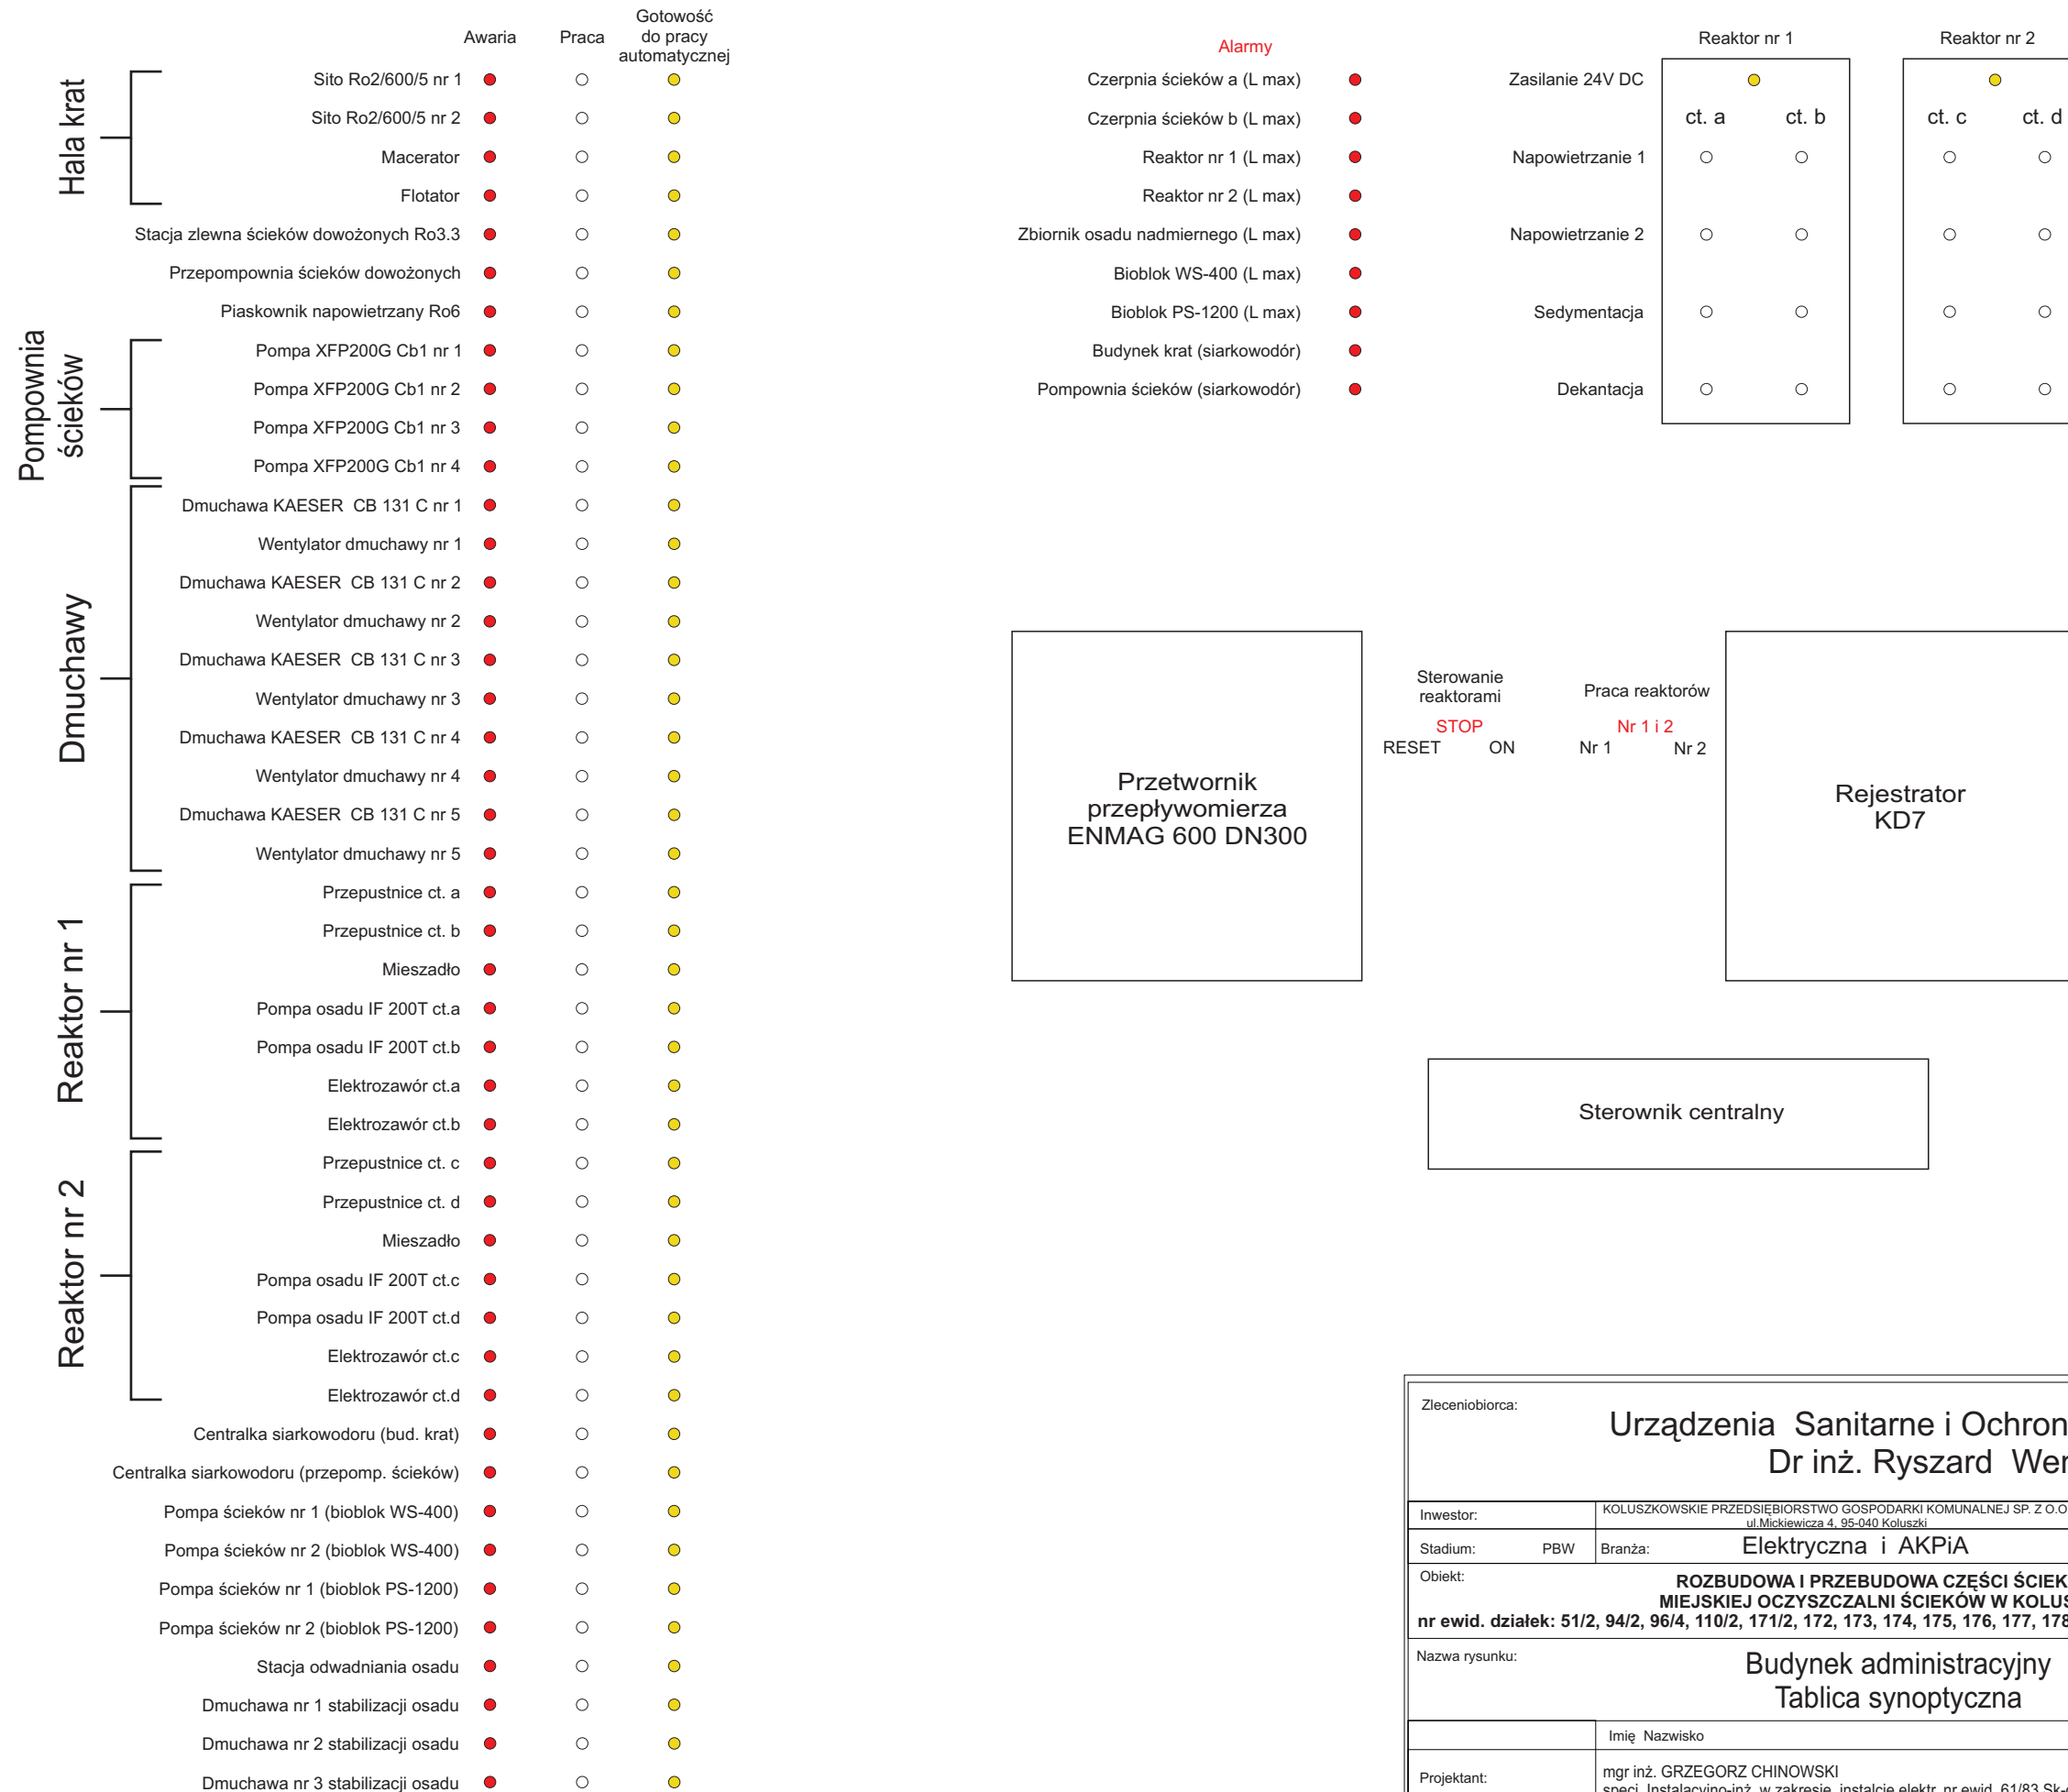 Awaria
Praca
Gotowość
do pracy
automatycznej
Hala krat
Sito Ro2/600/5 nr 1
Sito Ro2/600/5 nr 2
Macerator
Flotator
Stacja zlewna ścieków dowożonych Ro3.3
Przepompownia ścieków dowożonych
Piaskownik napowietrzany Ro6
Pompownia
ścieków
Pompa XFP200G Cb1 nr 1
Pompa XFP200G Cb1 nr 2
Pompa XFP200G Cb1 nr 3
Pompa XFP200G Cb1 nr 4
Dmuchawy
Dmuchawa KAESER CB 131 C nr 1
Wentylator dmuchawy nr 1
Dmuchawa KAESER CB 131 C nr 2
Wentylator dmuchawy nr 2
Dmuchawa KAESER CB 131 C nr 3
Wentylator dmuchawy nr 3
Dmuchawa KAESER CB 131 C nr 4
Wentylator dmuchawy nr 4
Dmuchawa KAESER CB 131 C nr 5
Wentylator dmuchawy nr 5
Reaktor nr 1
Przepustnice ct. a
Przepustnice ct. b
Mieszadło
Pompa osadu IF 200T ct.a
Pompa osadu IF 200T ct.b
Elektrozawór ct.a
Elektrozawór ct.b
Reaktor nr 2
Przepustnice ct. c
Przepustnice ct. d
Mieszadło
Pompa osadu IF 200T ct.c
Pompa osadu IF 200T ct.d
Elektrozawór ct.c
Elektrozawór ct.d
Centralka siarkowodoru (bud. krat)
Centralka siarkowodoru (przepomp. ścieków)
Pompa ścieków nr 1 (bioblok WS-400)
Pompa ścieków nr 2 (bioblok WS-400)
Pompa ścieków nr 1 (bioblok PS-1200)
Pompa ścieków nr 2 (bioblok PS-1200)
Stacja odwadniania osadu
Dmuchawa nr 1 stabilizacji osadu
Dmuchawa nr 2 stabilizacji osadu
Dmuchawa nr 3 stabilizacji osadu
Alarmy
Czerpnia ścieków a (L max)
Czerpnia ścieków b (L max)
Reaktor nr 1 (L max)
Reaktor nr 2 (L max)
Zbiornik osadu nadmiernego (L max)
Bioblok WS-400 (L max)
Bioblok PS-1200 (L max)
Budynek krat (siarkowodór)
Pompownia ścieków (siarkowodór)
Reaktor nr 1
Reaktor nr 2
Zasilanie 24V DC
ct. a
ct. b
ct. c
ct. d
Napowietrzanie 1
Napowietrzanie 2
Sedymentacja
Dekantacja
Przetwornik
przepływomierza
ENMAG 600 DN300
Sterowanie
reaktorami
STOP
RESET
ON
Praca reaktorów
Nr 1 i 2
Nr 1
Nr 2
Rejestrator
KD7
Sterownik centralny
Zleceniobiorca:
Urządzenia Sanitarne i Ochron
Dr inż. Ryszard Wer
Inwestor:
KOLUSZKOWSKIE PRZEDSIĘBIORSTWO GOSPODARKI KOMUNALNEJ SP. Z O.O
ul.Mickiewicza 4, 95-040 Koluszki
Stadium:
PBW
Branża:
Elektryczna i AKPiA
Obiekt:
ROZBUDOWA I PRZEBUDOWA CZĘŚCI ŚCIEK
MIEJSKIEJ OCZYSZCZALNI ŚCIEKÓW W KOLUS
nr ewid. działek: 51/2, 94/2, 96/4, 110/2, 171/2, 172, 173, 174, 175, 176, 177, 178
Nazwa rysunku:
Budynek administracyjny
Tablica synoptyczna
Imię Nazwisko
Projektant:
mgr inż. GRZEGORZ CHINOWSKI